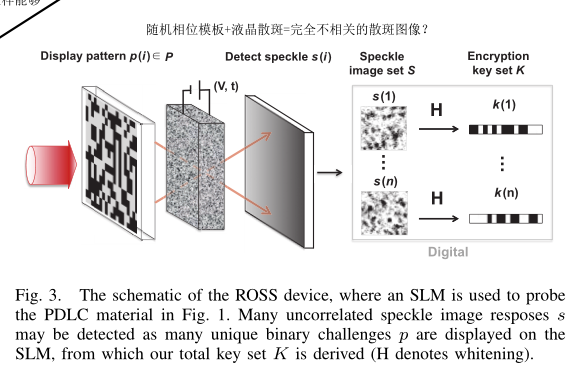 随机相位模板+液晶散斑=完全不相关的散斑图像?
Display pattern p(i) ∈ P
Detect speckle s(i)
Speckle
image set S
Encryption
key set K
(V, t)
s(1)
H
k(1)
s(n)
H
k(n)
Digital
Fig. 3. The schematic of the ROSS device, where an SLM is used to probe
the PDLC material in Fig. 1. Many uncorrelated speckle image resposes s
may be detected as many unique binary challenges p are displayed on the
SLM, from which our total key set K is derived (H denotes whitening).